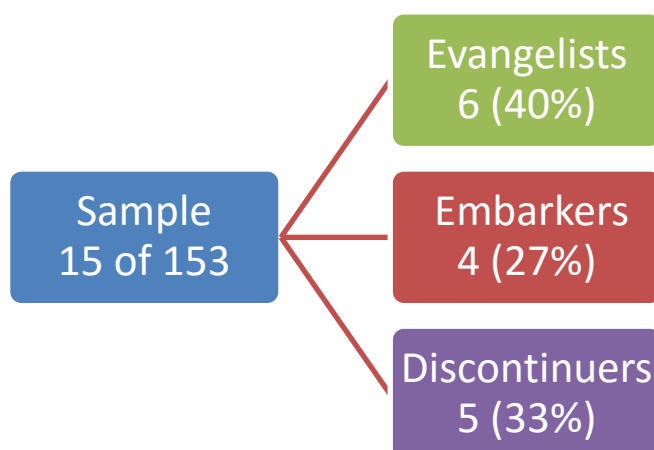 Evangelists
6 (40%)
Sample
15 of 153
Embarkers
4 (27%)
Discontinuers
5 (33%)